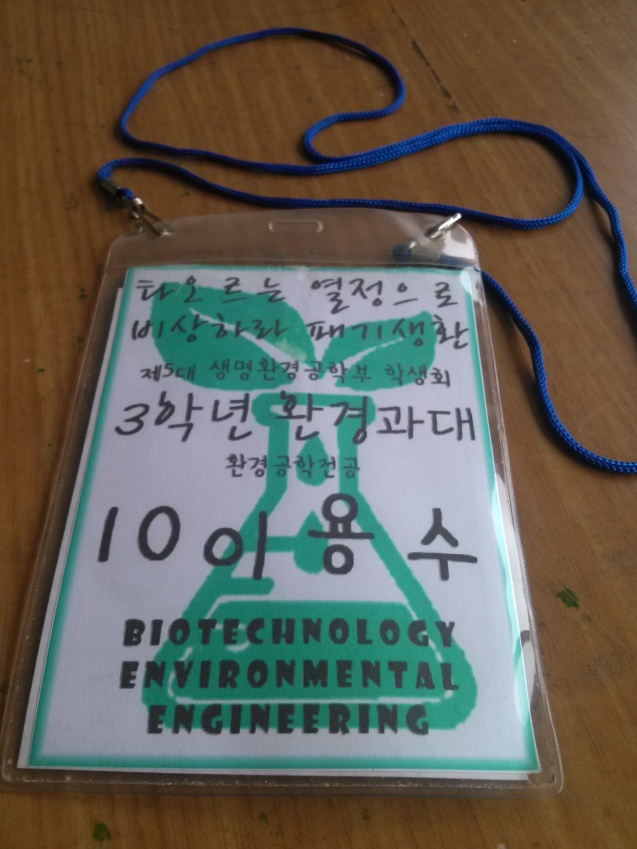 타오르는 열정으로
비상하라 패기생환
제5대 생명환경공학부 학생회
3학년 환경과대
환경공학전공
10 이용수
BIOTECHNOLOGY
ENVIRONMENTAL
ENGINEERING